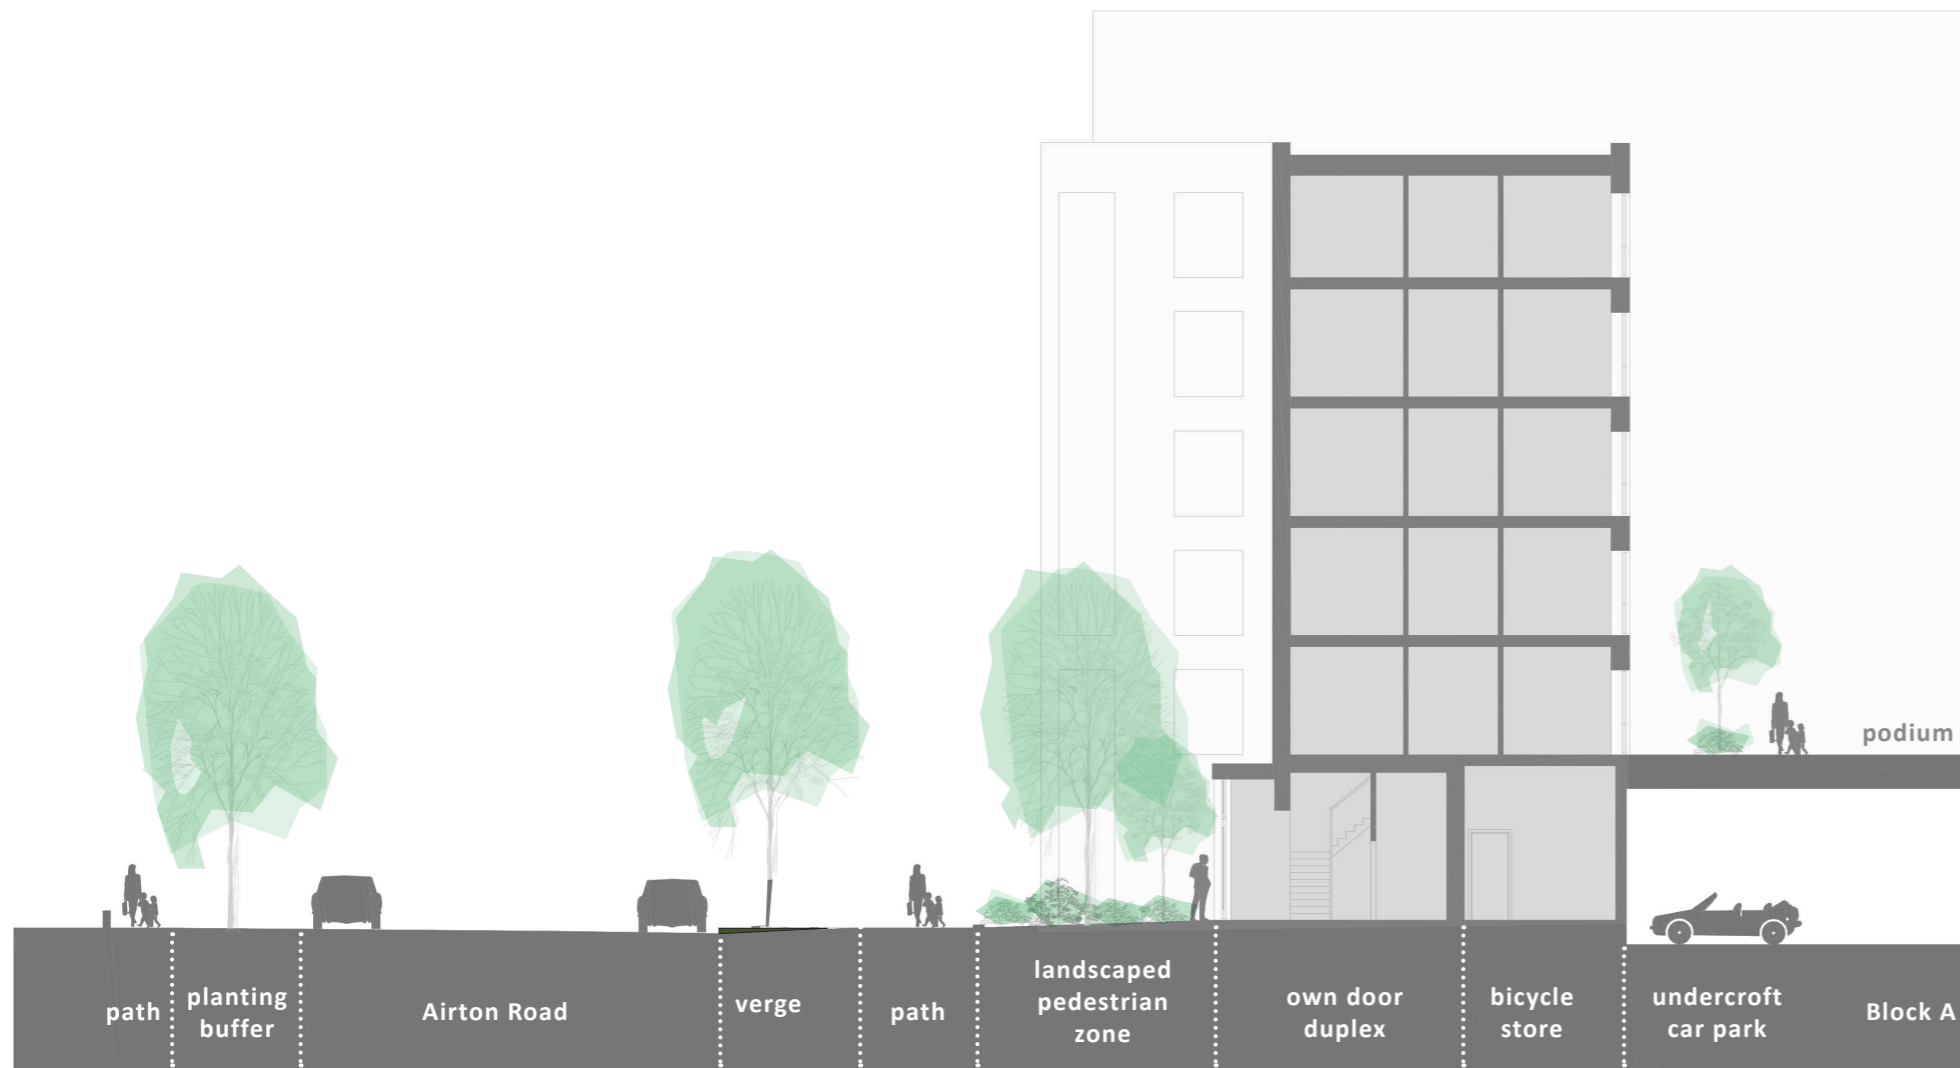 podium
path
planting
buffer
Airton Road
verge
path
landscaped
pedestrian
zone
own door
duplex
bicycle
store
undercroft
car park
Block A